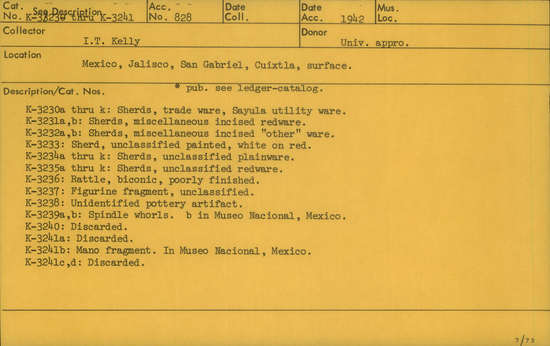 Cat. See Description Acc. Date Date Mus.
No. K-3230 thru K-3241 No. 828 Coll. Acc. 1942 Loc.
Collector Donor
I.T. Kelly Univ. appro.
Location
Mexico, Jalisco, San Gabriel, Cuixtla, surface.
Description/Cat. Nos. * pub. see ledger-catalog.
K-3230a thru k: Sherds, trade ware, Sayula utility ware.
K-3231a,b: Sherds, miscellaneous incised redware.
K-3232a,b: Sherds, miscellaneous incised "other" ware.
K-3233: Sherd, unclassified painted, white on red.
K-3234a thru k: Sherds, unclassified plainware.
K-3235a thru k: Sherds, unclassified redware.
K-3236: Rattle, biconic, poorly finished.
K-3237: Figurine fragment, unclassified.
K-3238: Unidentified pottery artifact.
K-3239a,b: Spindle whorls. b in Museo Nacional, Mexico.
K-3240: Discarded.
K-3241a: Discarded.
K-3241b: Mano fragment. In Museo Nacional, Mexico.
K-3241c,d: Discarded.
7/73